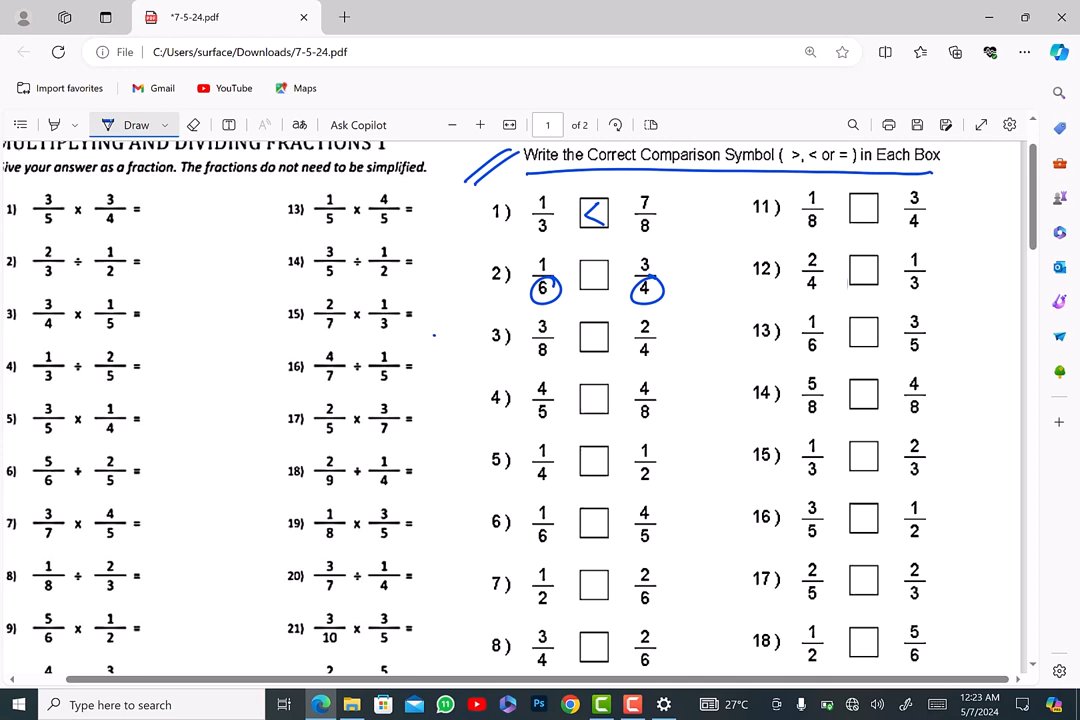 *7-5-24.pdf
File C:/Users/surface/Downloads/7-5-24.pdf
Import favorites Gmail YouTube Maps
Draw 1 of 2 Ask Copilot
MULTIPLYING AND DIVIDING FRACTIONS 1
ive your answer as a fraction. The fractions do not need to be simplified.
1) 3/5 x 3/4 =
2) 2/3 ÷ 1/2 =
3) 3/4 x 1/5 =
4) 1/3 ÷ 2/5 =
5) 3/5 x 1/4 =
6) 5/6 ÷ 2/5 =
7) 3/7 x 4/5 =
8) 1/8 ÷ 2/3 =
9) 5/6 x 1/2 =
4 3
13) 1/5 x 4/5 =
14) 3/5 ÷ 1/2 =
15) 2/7 x 1/3 =
16) 4/7 ÷ 1/5 =
17) 2/5 x 3/7 =
18) 2/9 ÷ 1/4 =
19) 1/8 x 3/5 =
20) 3/7 ÷ 1/4 =
21) 3/10 x 3/5 =
2 5
Write the Correct Comparison Symbol ( >, < or = ) in Each Box
1) 1/3 < 7/8
2) 1/6 3/4
3) 3/8 2/4
4) 4/5 4/8
5) 1/4 1/2
6) 1/6 4/5
7) 1/2 2/6
8) 3/4 2/6
11) 1/8 3/4
12) 2/4 1/3
13) 1/6 3/5
14) 5/8 4/8
15) 1/3 2/3
16) 3/5 1/2
17) 2/5 2/3
18) 1/2 5/6
Type here to search
27°C
12:23 AM
5/7/2024